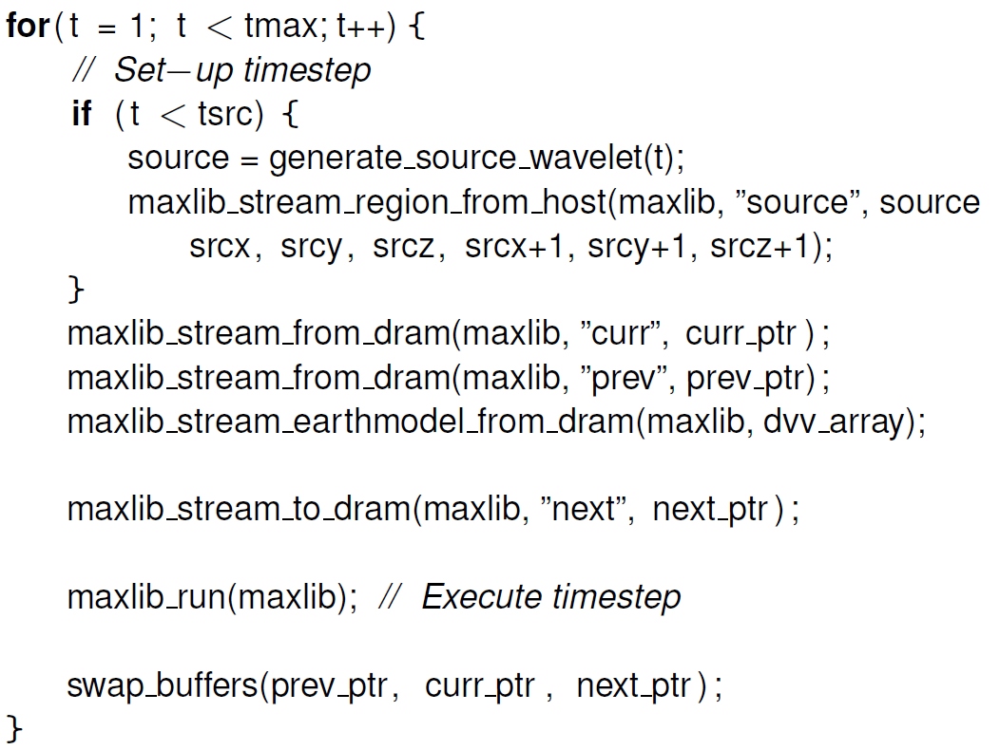 for(t = 1; t < tmax; t++) {
// Set−up timestep
if (t < tsrc) {
source = generate_source_wavelet(t);
maxlib_stream_region_from_host(maxlib, ”source”, source
srcx, srcy, srcz, srcx+1, srcy+1, srcz+1);
}
maxlib_stream_from_dram(maxlib, ”curr”, curr_ptr );
maxlib_stream_from_dram(maxlib, ”prev”, prev_ptr);
maxlib_stream_earthmodel_from_dram(maxlib, dvv_array);
maxlib_stream_to_dram(maxlib, ”next”, next_ptr );
maxlib_run(maxlib); // Execute timestep
swap_buffers(prev_ptr, curr_ptr , next_ptr );
}